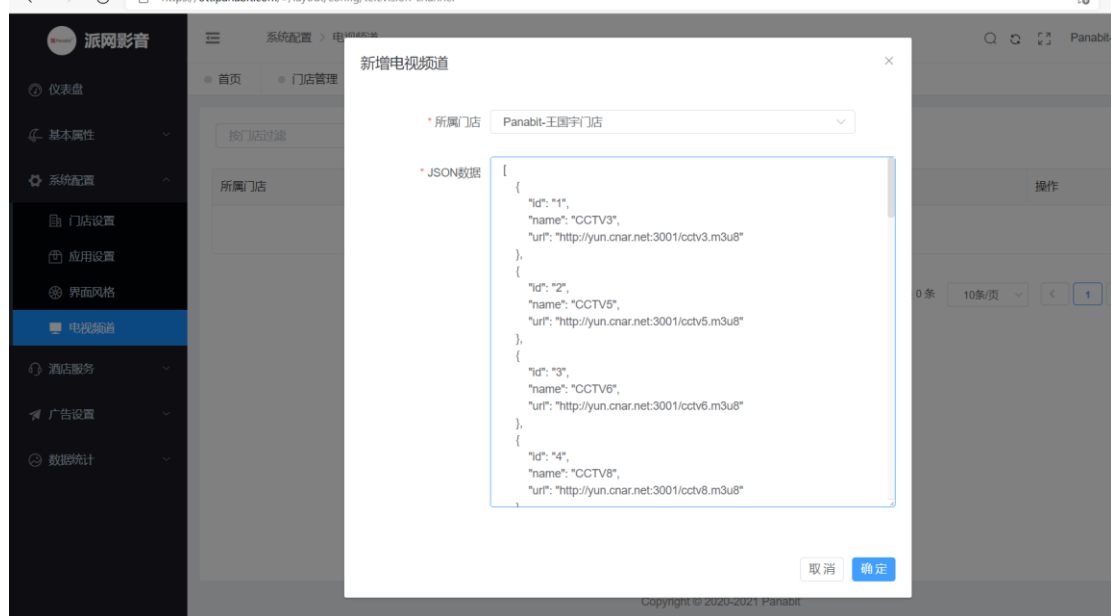 派网影音
系统配置 >
Panabit-
首页
门店管理
仪表盘
基本属性
系统配置
门店设置
应用设置
界面风格
电视频道
酒店服务
广告设置
数据统计
按门店过滤
所属门店
操作
0 条
10条/页
1
新增电视频道
* 所属门店 Panabit-王国宇门店
* JSON数据
[
{
"id": "1",
"name": "CCTV3",
"url": "http://yun.cnar.net:3001/cctv3.m3u8"
},
{
"id": "2",
"name": "CCTV5",
"url": "http://yun.cnar.net:3001/cctv5.m3u8"
},
{
"id": "3",
"name": "CCTV6",
"url": "http://yun.cnar.net:3001/cctv6.m3u8"
},
{
"id": "4",
"name": "CCTV8",
"url": "http://yun.cnar.net:3001/cctv8.m3u8"
取消 确定
Copyright © 2020-2021 Panabit